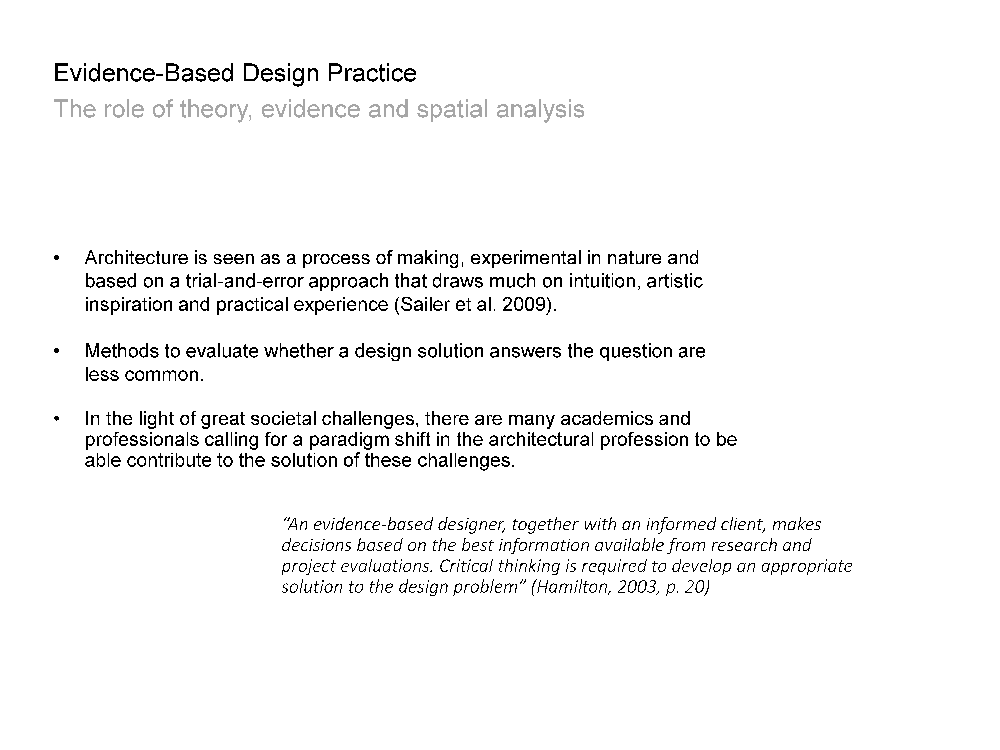 Evidence-Based Design Practice
The role of theory, evidence and spatial analysis
• Architecture is seen as a process of making, experimental in nature and
based on a trial-and-error approach that draws much on intuition, artistic
inspiration and practical experience (Sailer et al. 2009).
• Methods to evaluate whether a design solution answers the question are
less common.
• In the light of great societal challenges, there are many academics and
professionals calling for a paradigm shift in the architectural profession to be
able contribute to the solution of these challenges.
“An evidence-based designer, together with an informed client, makes
decisions based on the best information available from research and
project evaluations. Critical thinking is required to develop an appropriate
solution to the design problem” (Hamilton, 2003, p. 20)